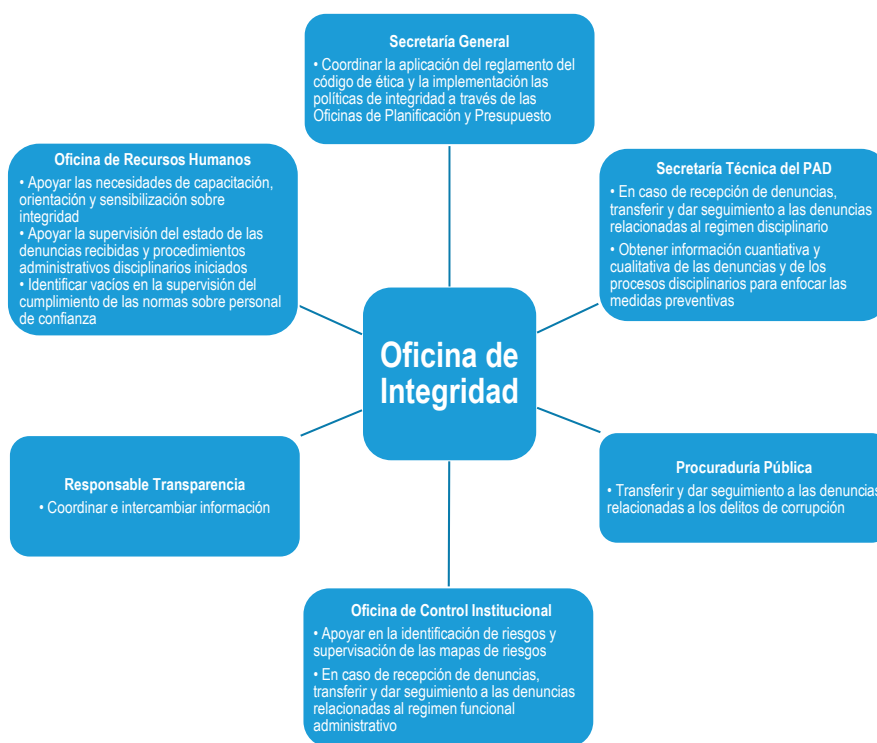 Secretaría General
• Coordinar la aplicación del reglamento del
código de ética y la implementación las
políticas de integridad a través de las
Oficinas de Planificación y Presupuesto
Oficina de Recursos Humanos
• Apoyar las necesidades de capacitación,
orientación y sensibilización sobre
integridad
• Apoyar la supervisión del estado de las
denuncias recibidas y procedimientos
administrativos disciplinarios iniciados
• Identificar vacíos en la supervisión del
cumplimiento de las normas sobre personal
de confianza
Secretaría Técnica del PAD
• En caso de recepción de denuncias,
transferir y dar seguimiento a las denuncias
relacionadas al regimen disciplinario
• Obtener información cuantiativa y
cualitativa de las denuncias y de los
procesos disciplinarios para enfocar las
medidas preventivas
Oficina de
Integridad
Responsable Transparencia
• Coordinar e intercambiar información
Procuraduría Pública
• Transferir y dar seguimiento a las denuncias
relacionadas a los delitos de corrupción
Oficina de Control Institucional
• Apoyar en la identificación de riesgos y
supervisación de las mapas de riesgos
• En caso de recepción de denuncias,
transferir y dar seguimiento a las denuncias
relacionadas al regimen funcional
administrativo